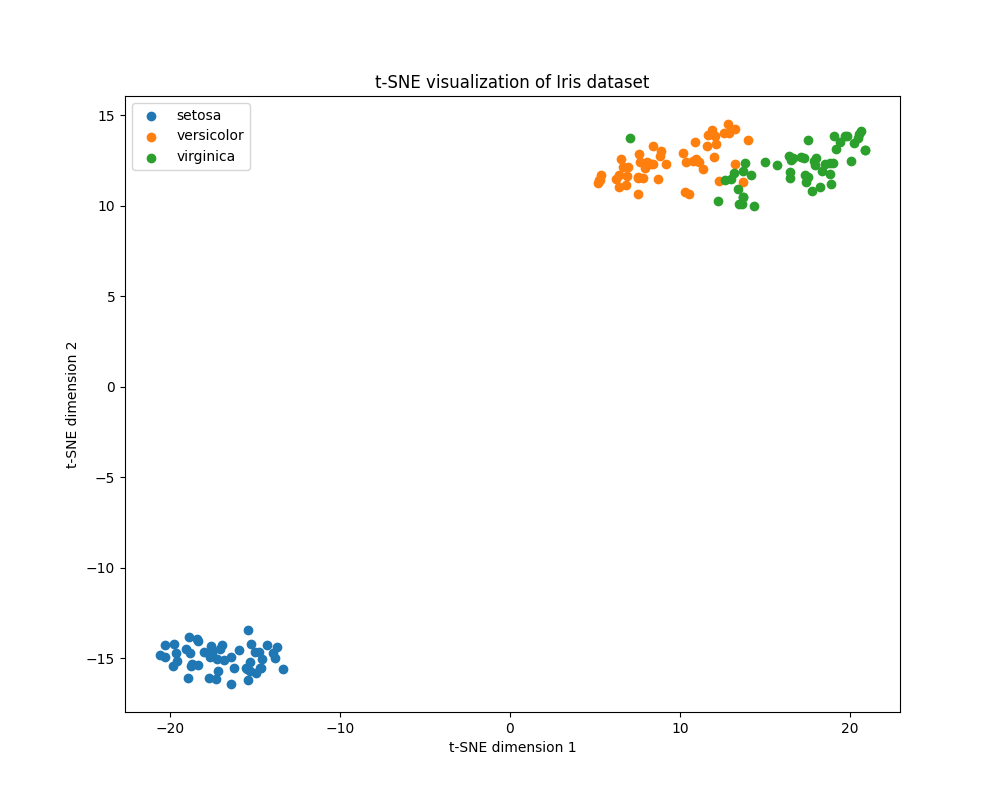 t-SNE visualization of Iris dataset
setosa
versicolor
virginica
15
10
5
0
−5
−10
−15
t-SNE dimension 2
−20
−10
0
10
20
t-SNE dimension 1